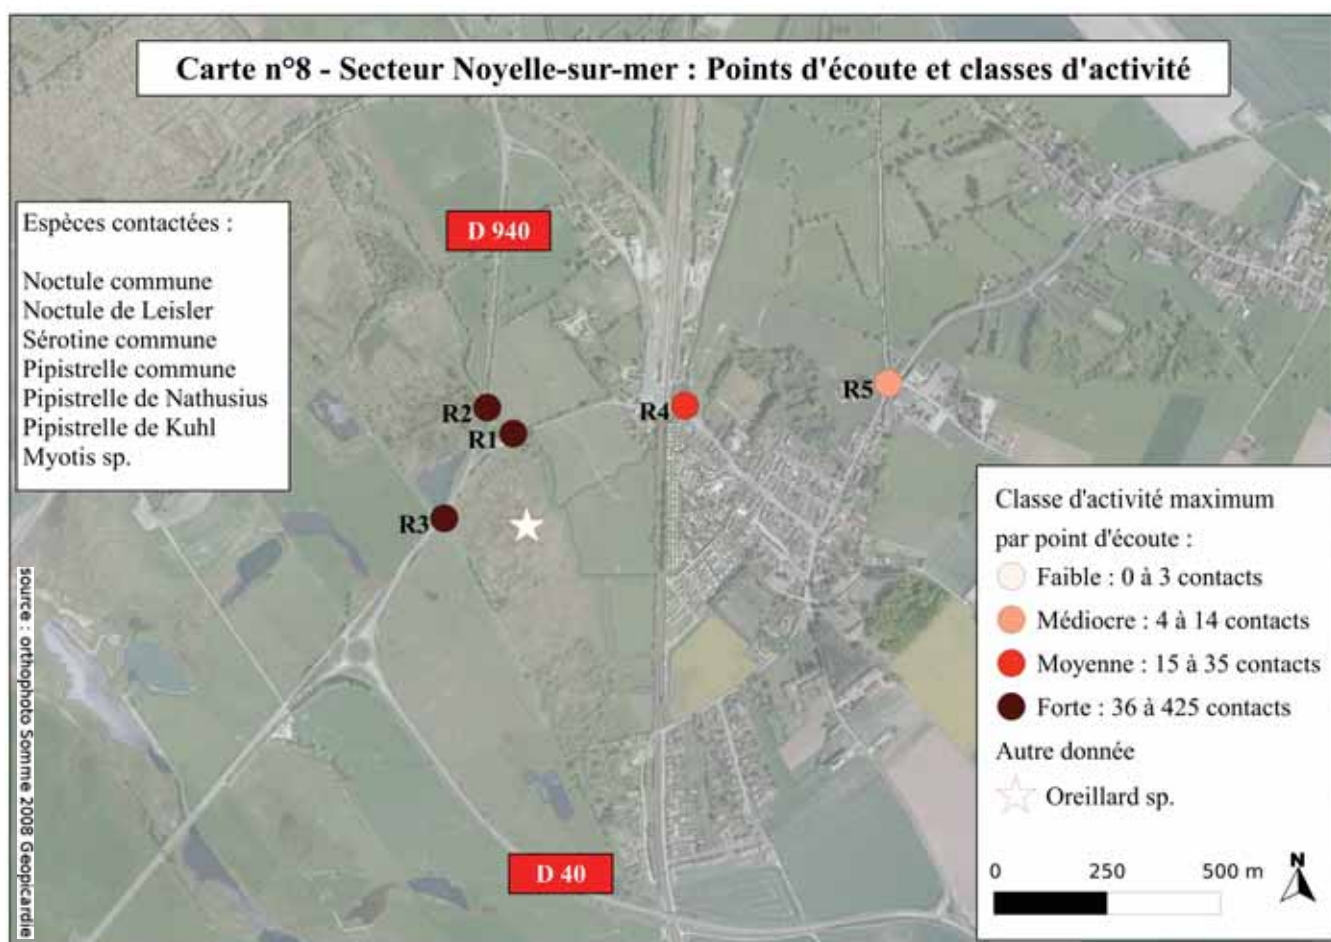 Carte n°8 - Secteur Noyelle-sur-mer : Points d'écoute et classes d'activité
Espèces contactées :
Noctule commune
Noctule de Leisler
Sérotine commune
Pipistrelle commune
Pipistrelle de Nathusius
Pipistrelle de Kuhl
Myotis sp.
D 940
R2
R1
R3
R4
R5
D 40
Classe d'activité maximum
par point d'écoute :
Faible : 0 à 3 contacts
Médiocre : 4 à 14 contacts
Moyenne : 15 à 35 contacts
Forte : 36 à 425 contacts
Autre donnée
Oreillard sp.
0 250 500 m
N
source : orthophoto Somme 2008 Geopicardie